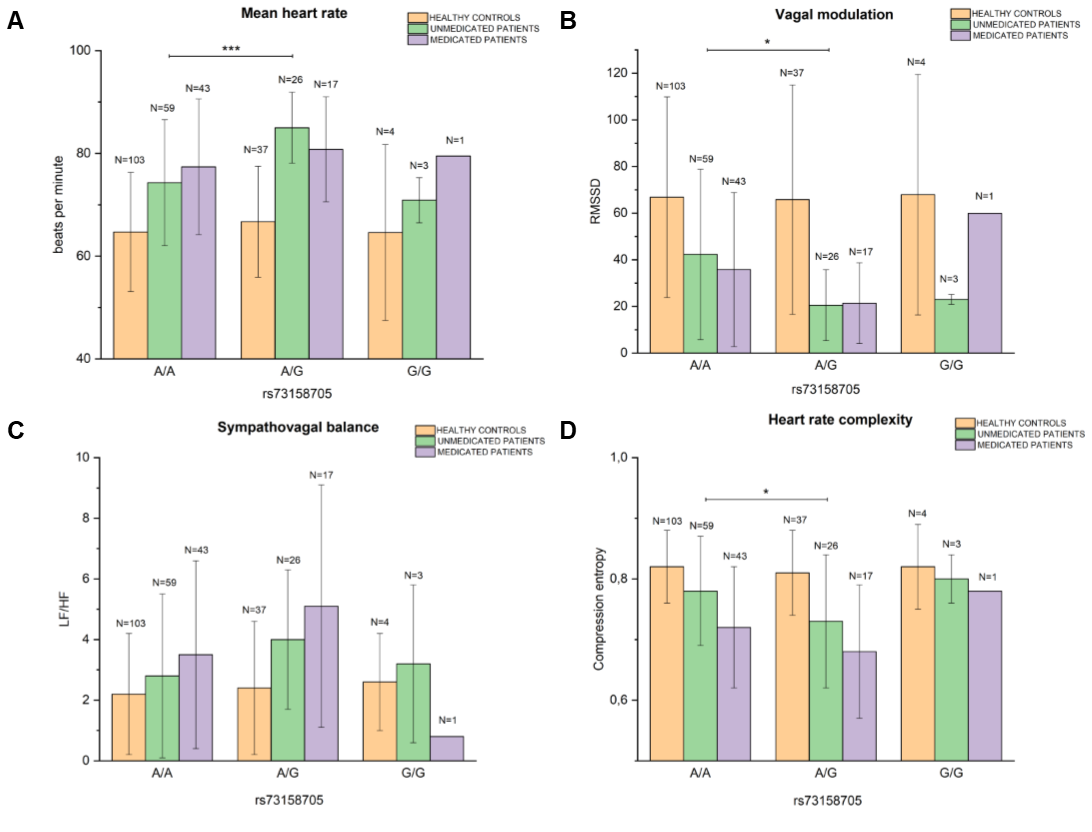 A
Mean heart rate
HEALTHY CONTROLS
UNMEDICATED PATIENTS
MEDICATED PATIENTS
100
80
60
40
beats per minute
***
N=103
N=59
N=43
N=37
N=26
N=17
N=4
N=3
N=1
A/A
A/G
G/G
rs73158705
B
Vagal modulation
HEALTHY CONTROLS
UNMEDICATED PATIENTS
MEDICATED PATIENTS
120
100
80
60
40
20
0
RMSSD
*
N=103
N=59
N=43
N=37
N=26
N=17
N=4
N=3
N=1
A/A
A/G
G/G
rs73158705
C
Sympathovagal balance
HEALTHY CONTROLS
UNMEDICATED PATIENTS
MEDICATED PATIENTS
10
8
6
4
2
0
LF/HF
N=103
N=59
N=43
N=37
N=26
N=17
N=4
N=3
N=1
A/A
A/G
G/G
rs73158705
D
Heart rate complexity
HEALTHY CONTROLS
UNMEDICATED PATIENTS
MEDICATED PATIENTS
1,0
0,8
0,6
Compression entropy
*
N=103
N=59
N=43
N=37
N=26
N=17
N=4
N=3
N=1
A/A
A/G
G/G
rs73158705